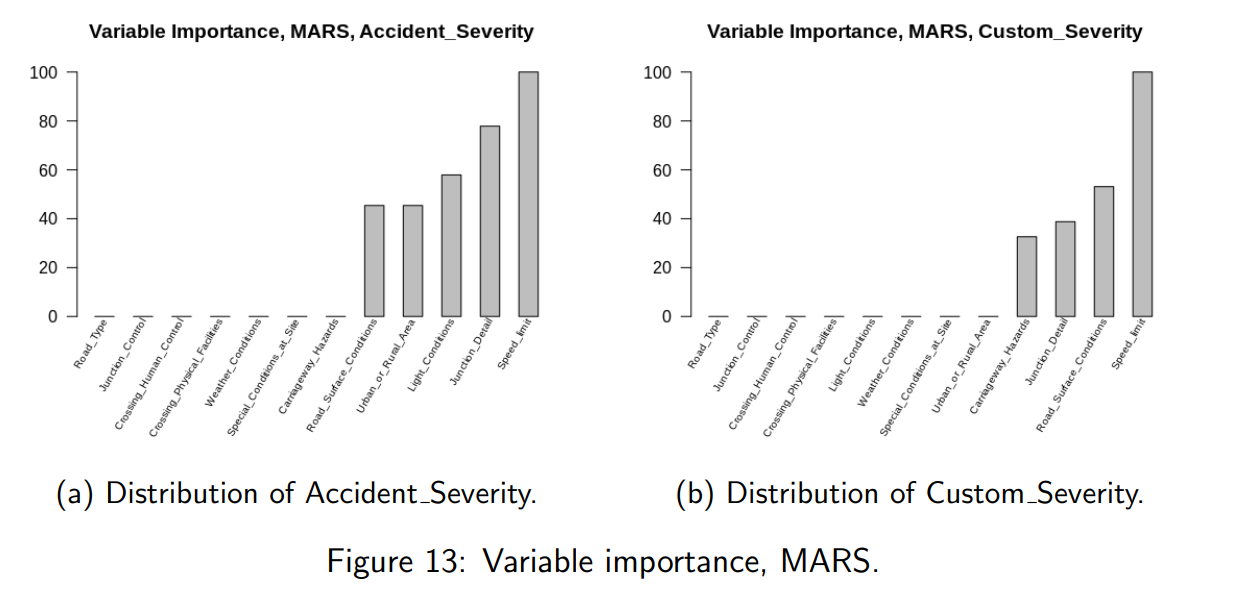 Variable Importance, MARS, Accident_Severity
100
80
60
40
20
0
Road_Type
Junction_Control
Crossing_Human_Control
Crossing_Physical_Facilities
Weather_Conditions
Special_Conditions_at_Site
Carriageway_Hazards
Road_Surface_Conditions
Urban_or_Rural_Area
Light_Conditions
Junction_Detail
Speed_limit
(a) Distribution of Accident_Severity.
Variable Importance, MARS, Custom_Severity
100
80
60
40
20
0
Road_Type
Junction_Control
Crossing_Human_Control
Crossing_Physical_Facilities
Light_Conditions
Weather_Conditions
Special_Conditions_at_Site
Urban_or_Rural_Area
Carriageway_Hazards
Junction_Detail
Road_Surface_Conditions
Speed_limit
(b) Distribution of Custom_Severity.
Figure 13: Variable importance, MARS.